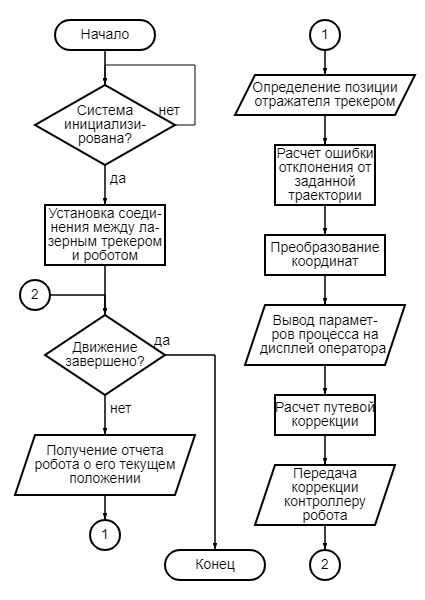 Начало
Система
инициализи-
рована?
нет
да
Установка соеди-
нения между ла-
зерным трекером
и роботом
2
Движение
завершено?
да
нет
Получение отчета
робота о его текущем
положении
1
Конец
1
Определение позиции
отражателя трекером
Расчет ошибки
отклонения от
заданной
траектории
Преобразование
координат
Вывод парамет-
ров процесса на
дисплей оператора
Расчет путевой
коррекции
Передача
коррекции
контроллеру
робота
2